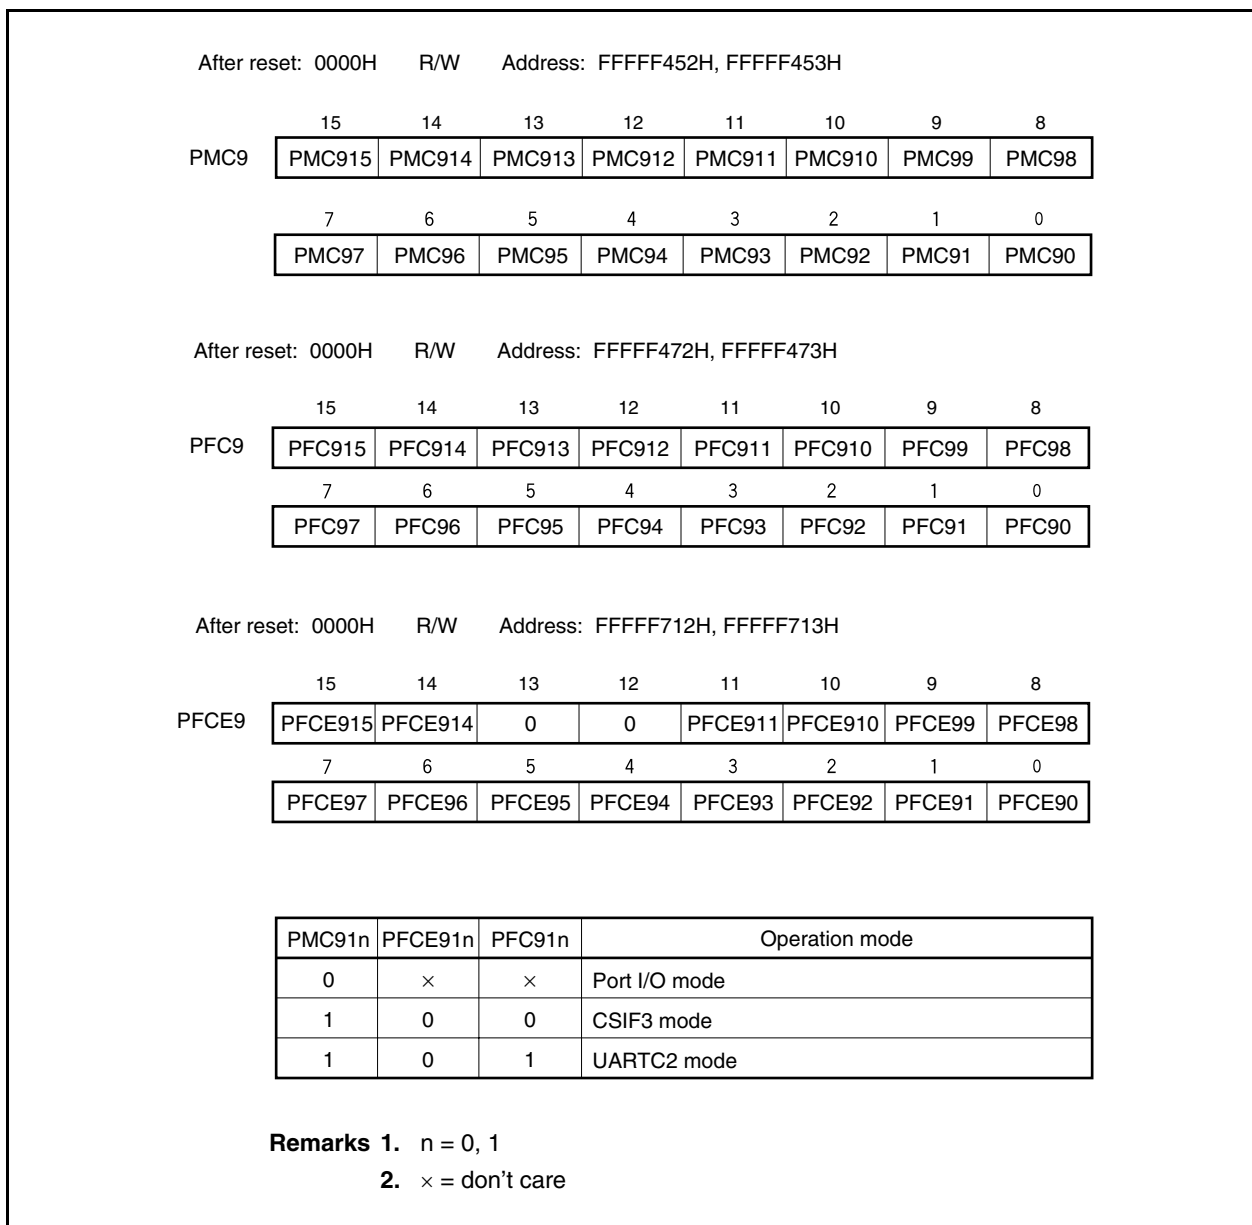 After reset: 0000H R/W Address: FFFFF452H, FFFFF453H
15 14 13 12 11 10 9 8
PMC9 PMC915 PMC914 PMC913 PMC912 PMC911 PMC910 PMC99 PMC98
7 6 5 4 3 2 1 0
PMC97 PMC96 PMC95 PMC94 PMC93 PMC92 PMC91 PMC90
After reset: 0000H R/W Address: FFFFF472H, FFFFF473H
15 14 13 12 11 10 9 8
PFC9 PFC915 PFC914 PFC913 PFC912 PFC911 PFC910 PFC99 PFC98
7 6 5 4 3 2 1 0
PFC97 PFC96 PFC95 PFC94 PFC93 PFC92 PFC91 PFC90
After reset: 0000H R/W Address: FFFFF712H, FFFFF713H
15 14 13 12 11 10 9 8
PFCE9 PFCE915 PFCE914 0 0 PFCE911 PFCE910 PFCE99 PFCE98
7 6 5 4 3 2 1 0
PFCE97 PFCE96 PFCE95 PFCE94 PFCE93 PFCE92 PFCE91 PFCE90
PMC91n PFCE91n PFC91n Operation mode
0 × × Port I/O mode
1 0 0 CSIF3 mode
1 0 1 UARTC2 mode
Remarks 1. n = 0, 1
2. × = don't care